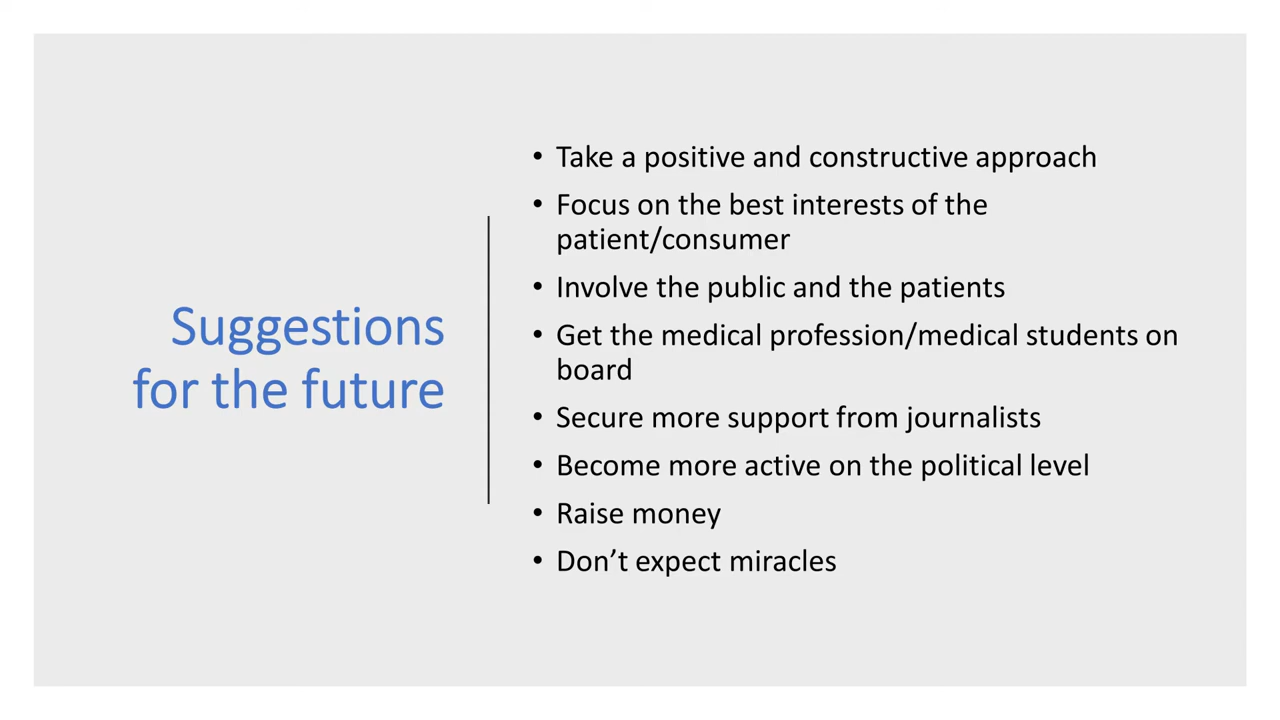 Suggestions
for the future
• Take a positive and constructive approach
• Focus on the best interests of the
patient/consumer
• Involve the public and the patients
• Get the medical profession/medical students on
board
• Secure more support from journalists
• Become more active on the political level
• Raise money
• Don’t expect miracles